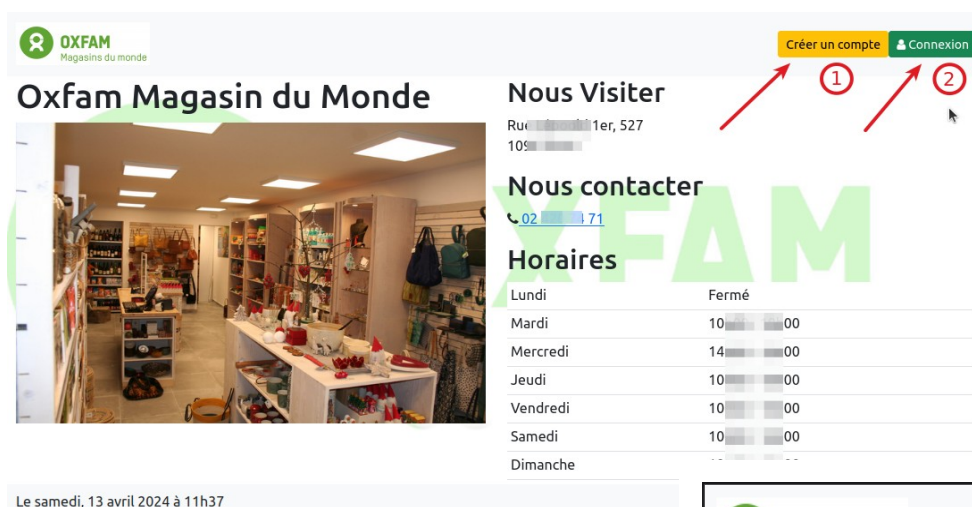 OXFAM
Magasins du monde
Créer un compte
Connexion
1
2
Oxfam Magasin du Monde
Nous Visiter
1er, 527
Nous contacter
02 71
Horaires
Lundi Fermé
Mardi 10 00
Mercredi 14 00
Jeudi 10 00
Vendredi 10 00
Samedi 10 00
Dimanche
XFAM
Le samedi, 13 avril 2024 à 11h37